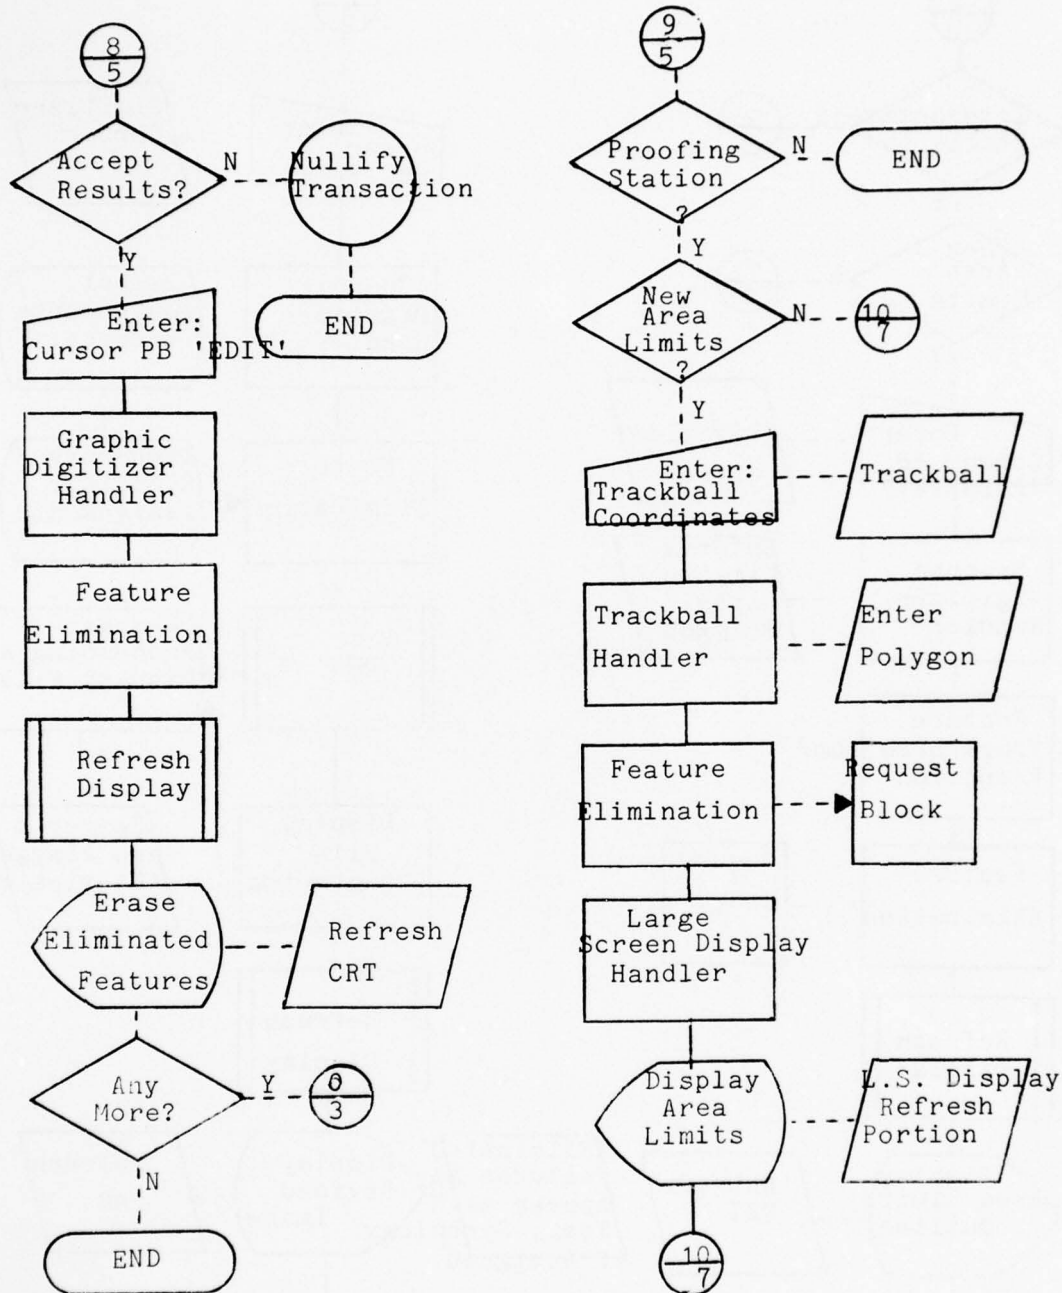 8
5
Accept
Results?
N
Nullify
Transaction
END
Y
Enter:
Cursor PB 'EDIT'
Graphic
Digitizer
Handler
Feature
Elimination
Refresh
Display
Erase
Eliminated
Features
Refresh
CRT
Any
More?
Y
3
N
END
9
5
Proofing
Station
?
N
END
Y
New
Area
Limits
?
N
10
7
Y
Enter:
Trackball
Coordinates
Trackball
Trackball
Handler
Enter
Polygon
Feature
Elimination
Request
Block
Large
Screen Display
Handler
Display
Area
Limits
L.S. Display
Refresh
Portion
10
7